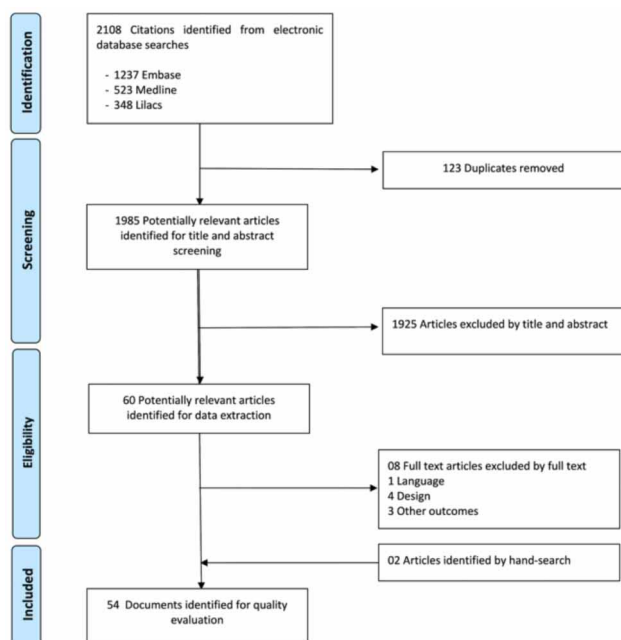 Identification
2108 Citations identified from electronic
database searches
- 1237 Embase
- 523 Medline
- 348 Lilacs
Screening
123 Duplicates removed
1985 Potentially relevant articles
identified for title and abstract
screening
1925 Articles excluded by title and abstract
Eligibility
60 Potentially relevant articles
identified for data extraction
08 Full text articles excluded by full text
1 Language
4 Design
3 Other outcomes
Included
02 Articles identified by hand-search
54 Documents identified for quality
evaluation